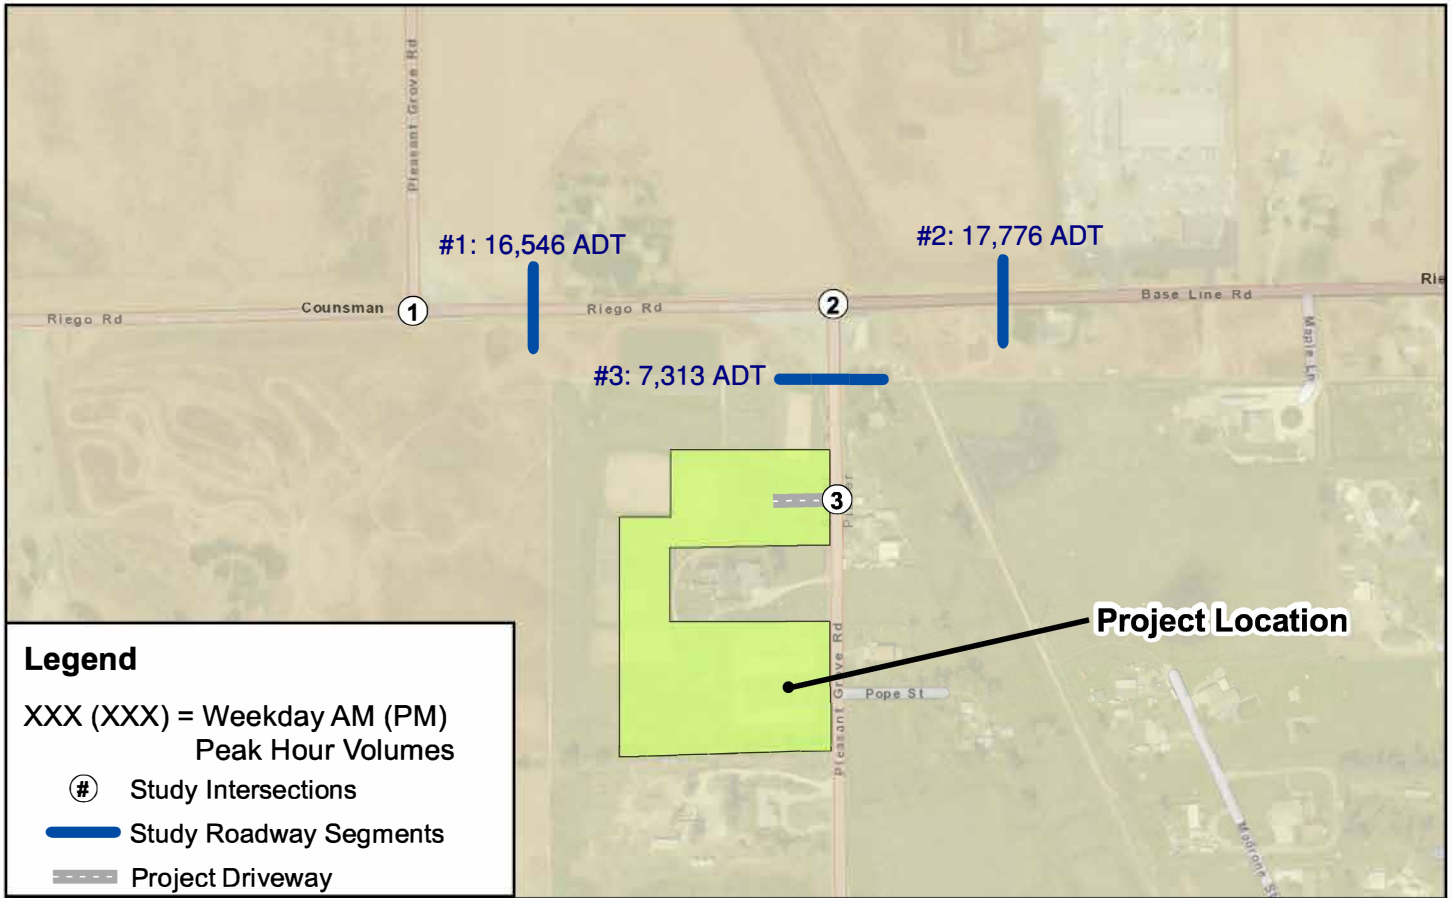 Pleasant Grove Rd
#1: 16,546 ADT
#2: 17,776 ADT
Rie
Base Line Rd
Counsman
1
Riego Rd
2
Riego Rd
Maple Ln
#3: 7,313 ADT
3
Project Location
Pleasant Grove Rd
Pope St
Madrone St
Legend
XXX (XXX) = Weekday AM (PM)
Peak Hour Volumes
# Study Intersections
Study Roadway Segments
Project Driveway